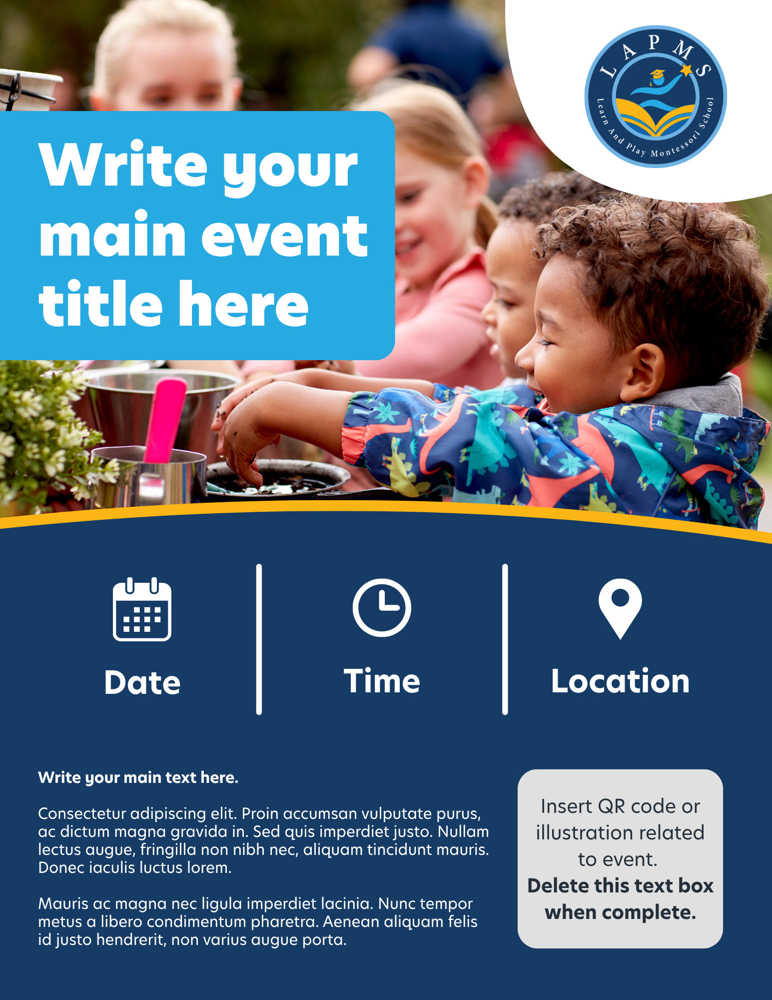 L A P M S
Learn And Play Montessori School
Write your
main event
title here
Date
Time
Location
Write your main text here.
Consectetur adipiscing elit. Proin accumsan vulputate purus,
ac dictum magna gravida in. Sed quis imperdiet justo. Nullam
lectus augue, fringilla non nibh nec, aliquam tincidunt mauris.
Donec iaculis luctus lorem.
Mauris ac magna nec ligula imperdiet lacinia. Nunc tempor
metus a libero condimentum pharetra. Aenean aliquam felis
id justo hendrerit, non varius augue porta.
Insert QR code or
illustration related
to event.
Delete this text box
when complete.